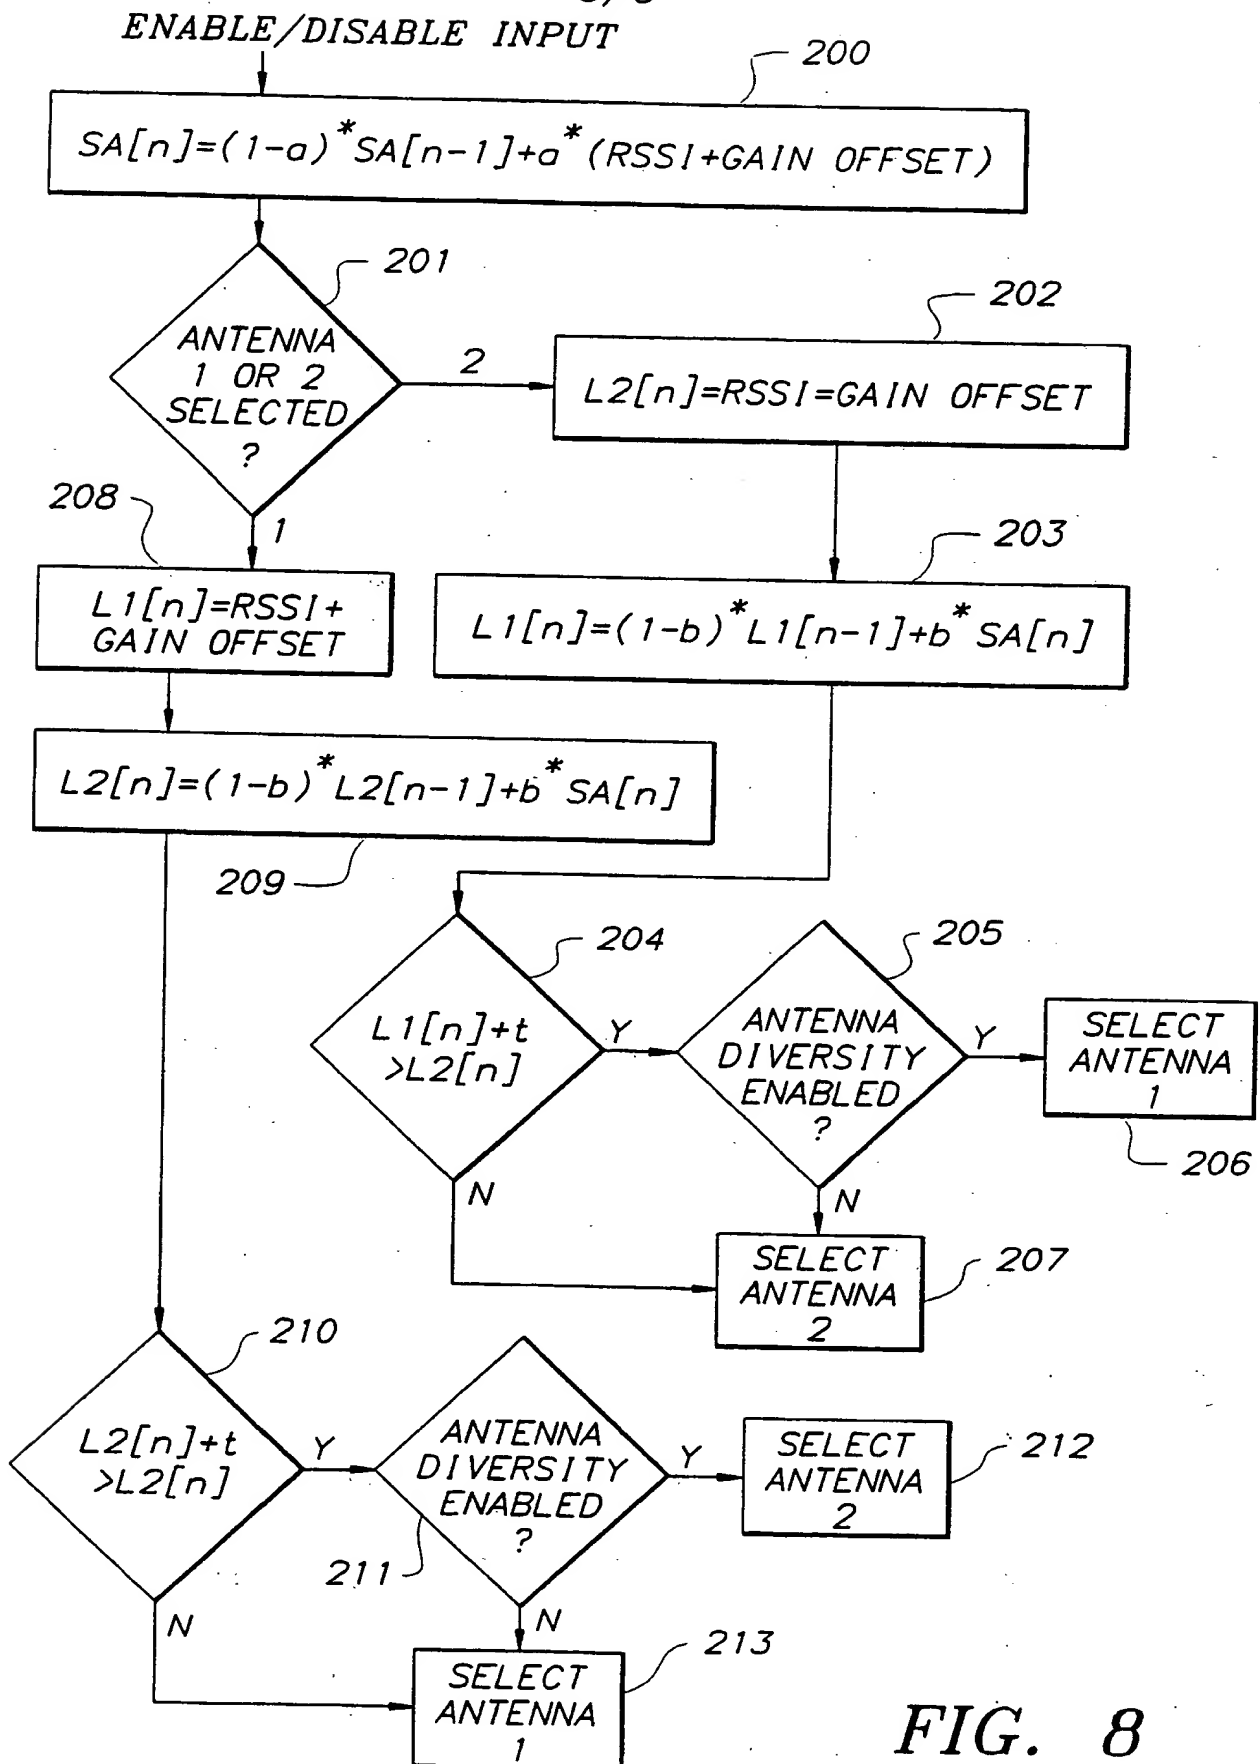 ENABLE/DISABLE INPUT
200
SA[n]=(1-a)*SA[n-1]+a*(RSSI+GAIN OFFSET)
201
ANTENNA
1 OR 2
SELECTED
?
2
202
L2[n]=RSSI=GAIN OFFSET
208
1
203
L1[n]=RSSI+
GAIN OFFSET
L1[n]=(1-b)*L1[n-1]+b*SA[n]
L2[n]=(1-b)*L2[n-1]+b*SA[n]
209
204
L1[n]+t
>L2[n]
Y
N
205
ANTENNA
DIVERSITY
ENABLED
?
Y
N
SELECT
ANTENNA
1
206
SELECT
ANTENNA
2
207
210
L2[n]+t
>L2[n]
Y
N
ANTENNA
DIVERSITY
ENABLED
?
211
Y
N
SELECT
ANTENNA
2
212
SELECT
ANTENNA
1
213
FIG. 8